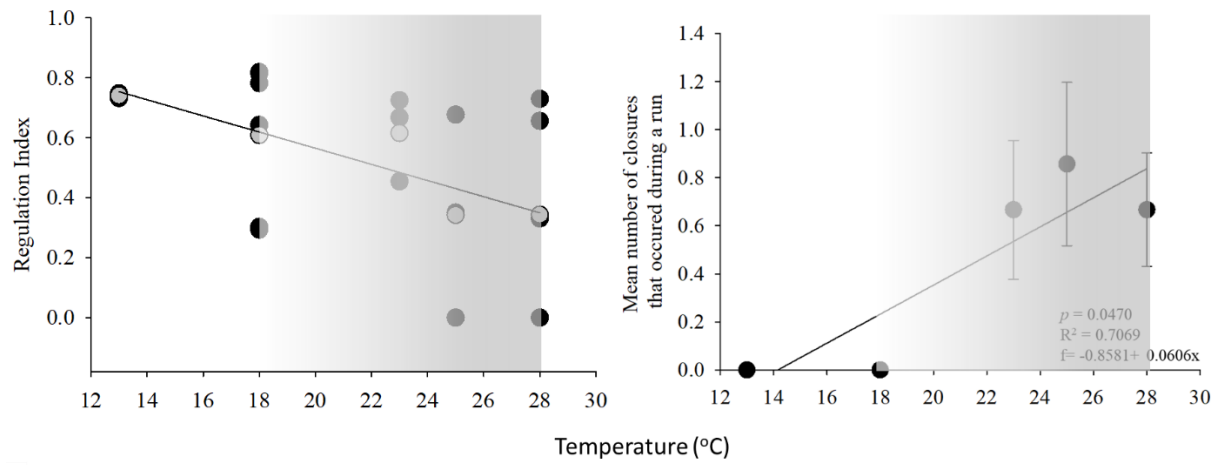 Regulation Index
1.0
0.8
0.6
0.4
0.2
0.0
12 14 16 18 20 22 24 26 28 30
Mean number of closures
that occured during a run
1.4
1.2
1.0
0.8
0.6
0.4
0.2
0.0
p = 0.0470
R² = 0.7069
f= -0.8581+ 0.0606x
12 14 16 18 20 22 24 26 28 30
Temperature (°C)